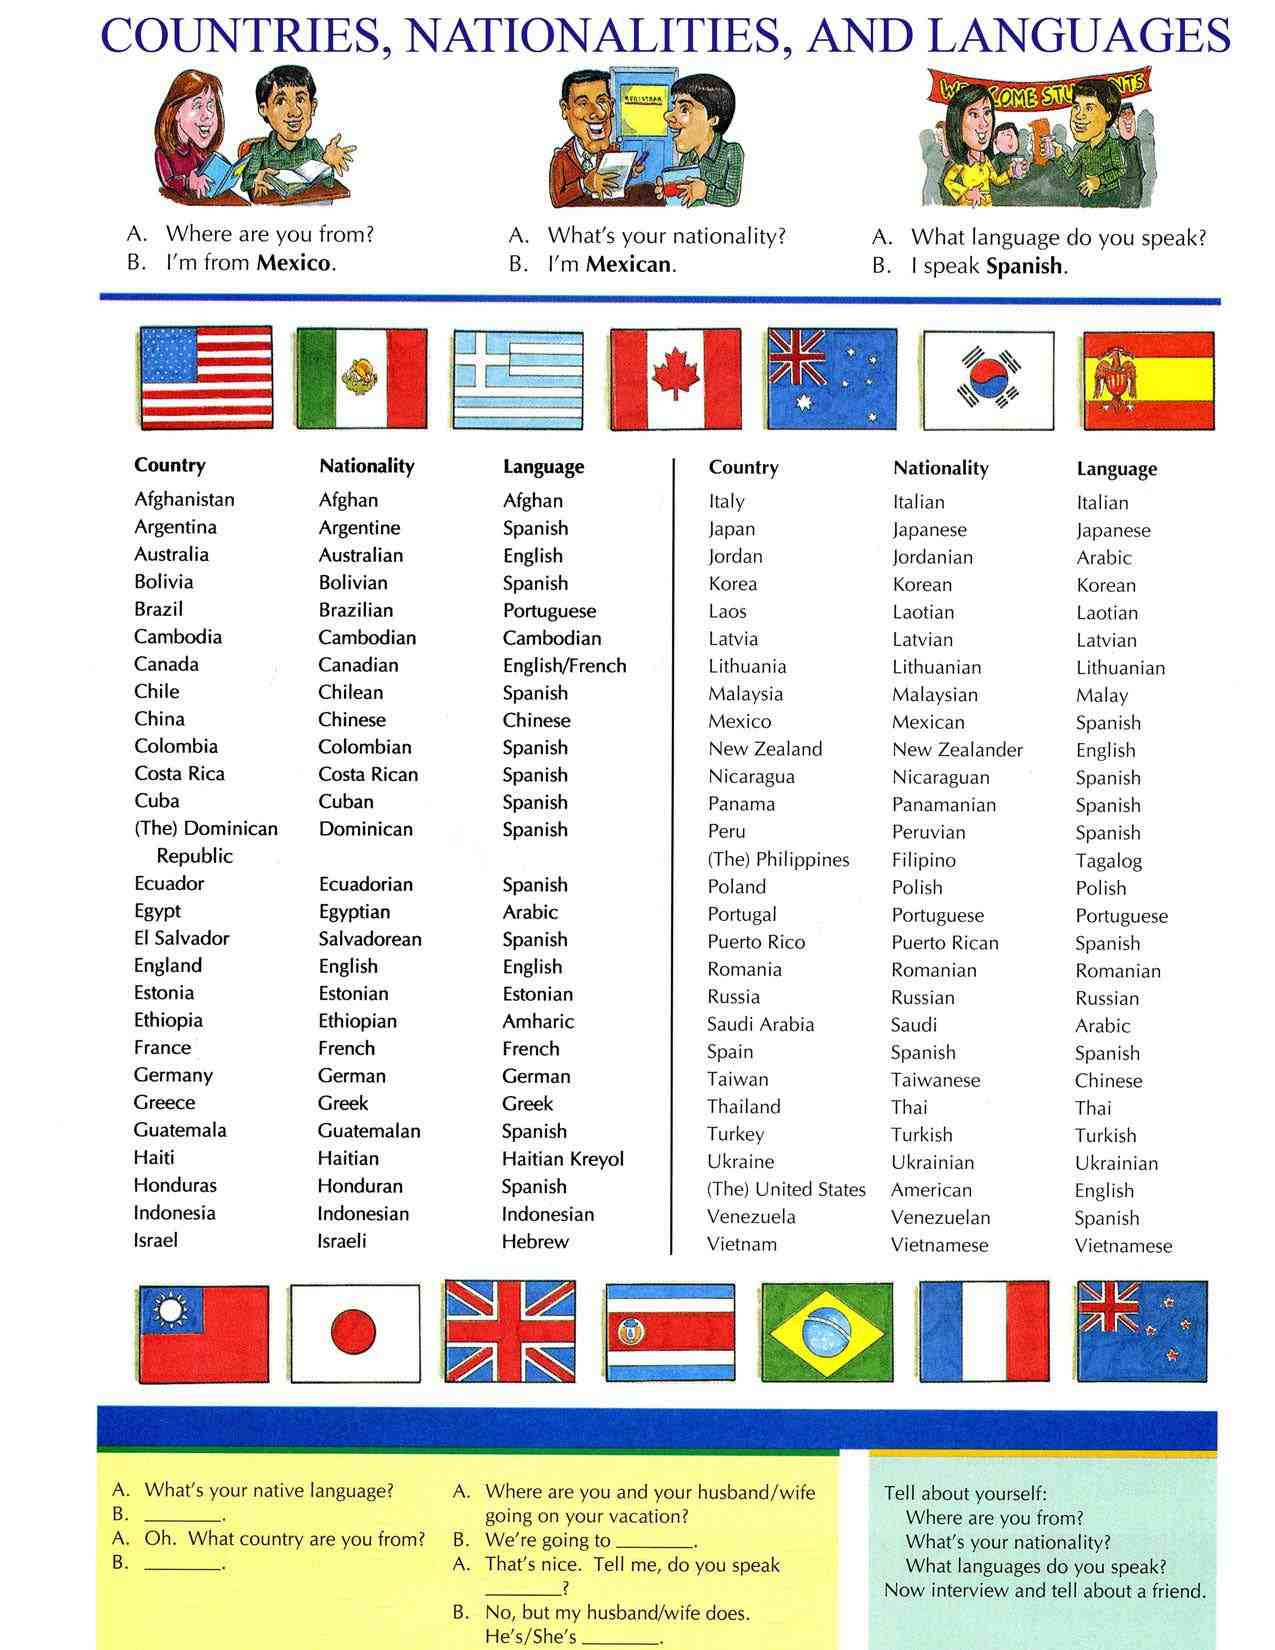 COUNTRIES, NATIONALITIES, AND LANGUAGES
REGISTRAR
A. Where are you from?
B. I'm from Mexico.
A. What's your nationality?
B. I'm Mexican.
A. What language do you speak?
B. I speak Spanish.
Country Nationality Language
Afghanistan Afghan Afghan
Argentina Argentine Spanish
Australia Australian English
Bolivia Bolivian Spanish
Brazil Brazilian Portuguese
Cambodia Cambodian Cambodian
Canada Canadian English/French
Chile Chilean Spanish
China Chinese Chinese
Colombia Colombian Spanish
Costa Rica Costa Rican Spanish
Cuba Cuban Spanish
(The) Dominican Dominican Spanish
Republic
Ecuador Ecuadorian Spanish
Egypt Egyptian Arabic
El Salvador Salvadorean Spanish
England English English
Estonia Estonian Estonian
Ethiopia Ethiopian Amharic
France French French
Germany German German
Greece Greek Greek
Guatemala Guatemalan Spanish
Haiti Haitian Haitian Kreyol
Honduras Honduran Spanish
Indonesia Indonesian Indonesian
Israel Israeli Hebrew
Country Nationality Language
Italy Italian Italian
Japan Japanese Japanese
Jordan Jordanian Arabic
Korea Korean Korean
Laos Laotian Laotian
Latvia Latvian Latvian
Lithuania Lithuanian Lithuanian
Malaysia Malaysian Malay
Mexico Mexican Spanish
New Zealand New Zealander English
Nicaragua Nicaraguan Spanish
Panama Panamanian Spanish
Peru Peruvian Spanish
(The) Philippines Filipino Tagalog
Poland Polish Polish
Portugal Portuguese Portuguese
Puerto Rico Puerto Rican Spanish
Romania Romanian Romanian
Russia Russian Russian
Saudi Arabia Saudi Arabic
Spain Spanish Spanish
Taiwan Taiwanese Chinese
Thailand Thai Thai
Turkey Turkish Turkish
Ukraine Ukrainian Ukrainian
(The) United States American English
Venezuela Venezuelan Spanish
Vietnam Vietnamese Vietnamese
A. What's your native language?
B. ________.
A. Oh. What country are you from?
B. ________.
A. Where are you and your husband/wife
going on your vacation?
B. We're going to ________.
A. That's nice. Tell me, do you speak
________?
B. No, but my husband/wife does.
He's/She's ________.
Tell about yourself:
Where are you from?
What's your nationality?
What languages do you speak?
Now interview and tell about a friend.